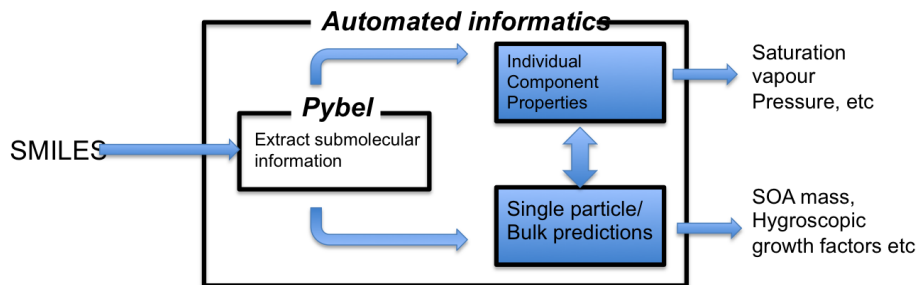 Automated informatics
Individual
Component
Properties
Saturation
vapour
Pressure, etc
Pybel
Extract submolecular
information
SMILES
Single particle/
Bulk predictions
SOA mass,
Hygroscopic
growth factors etc